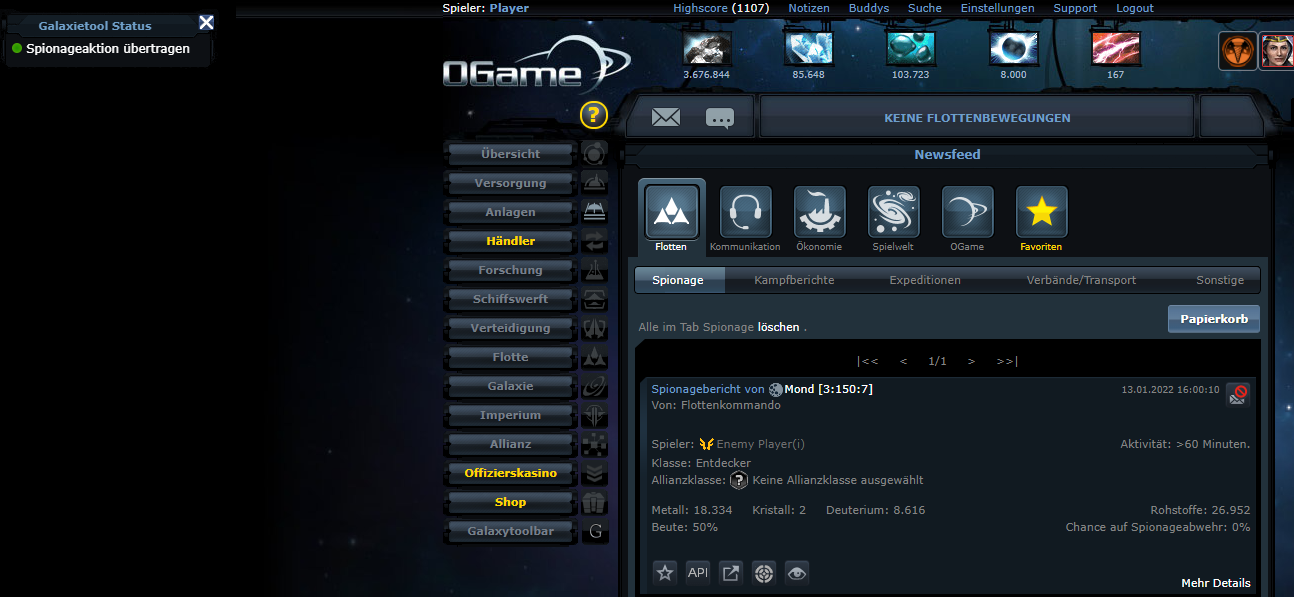 Galaxietool Status
Spionageaktion übertragen
Spieler: Player
Highscore (1107) Notizen Buddys Suche Einstellungen Support Logout
OGame
3.676.844 85.648 103.723 8.000 167
?
KEINE FLOTTENBEWEGUNGEN
Übersicht
Versorgung
Anlagen
Händler
Forschung
Schiffswerft
Verteidigung
Flotte
Galaxie
Imperium
Allianz
Offizierskasino
Shop
Galaxytoolbar G
Newsfeed
Flotten Kommunikation Ökonomie Spielwelt OGame Favoriten
Spionage Kampfberichte Expeditionen Verbände/Transport Sonstige
Alle im Tab Spionage löschen .
Papierkorb
|<< < 1/1 > >>|
Spionagebericht von Mond [3:150:7] 13.01.2022 16:00:10
Von: Flottenkommando
Spieler: Enemy Player(i) Aktivität: >60 Minuten.
Klasse: Entdecker
Allianzklasse: ? Keine Allianzklasse ausgewählt
Metall: 18.334 Kristall: 2 Deuterium: 8.616 Rohstoffe: 26.952
Beute: 50% Chance auf Spionageabwehr: 0%
API
Mehr Details